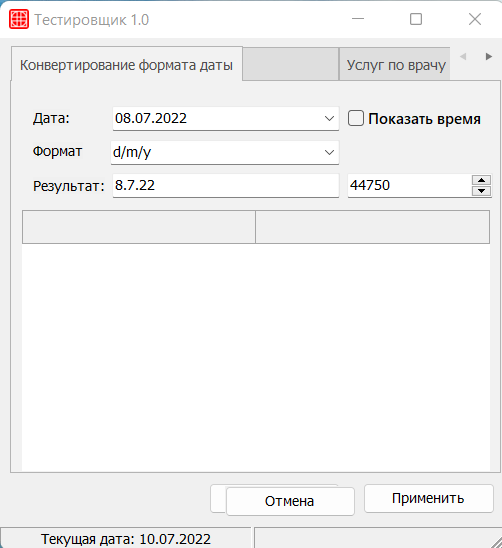 Тестировщик 1.0
Конвертирование формата даты
Услуг по врачу
Дата:
08.07.2022
Показать время
Формат
d/m/y
Результат:
8.7.22
44750
Отмена
Применить
Текущая дата: 10.07.2022